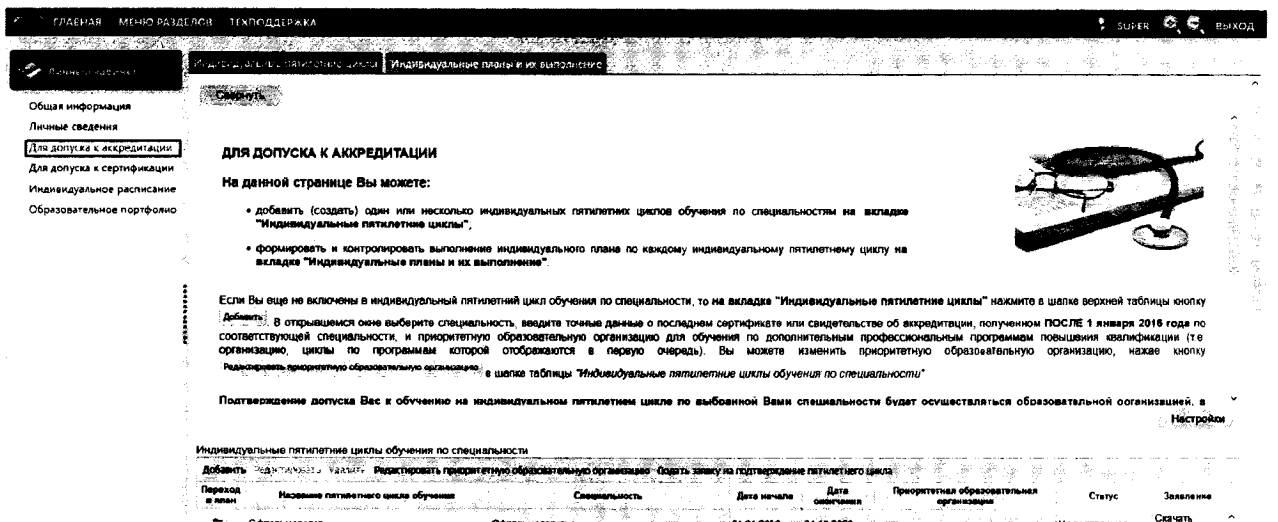 ГЛАВНАЯ МЕНЮ РАЗДЕЛОВ ТЕХПОДДЕРЖКА SUPER ВЫХОД
Личный кабинет
Индивидуальные пятилетние циклы Индивидуальные планы и их выполнение
Свернуть
Общая информация
Личные сведения
Для допуска к аккредитации
Для допуска к сертификации
Индивидуальное расписание
Образовательное портфолио
ДЛЯ ДОПУСКА К АККРЕДИТАЦИИ
На данной странице Вы можете:
• добавить (создать) один или несколько индивидуальных пятилетних циклов обучения по специальностям на вкладке
"Индивидуальные пятилетние циклы";
• формировать и контролировать выполнение индивидуального плана по каждому индивидуальному пятилетнему циклу на
вкладке "Индивидуальные планы и их выполнение".
Если Вы еще не включены в индивидуальный пятилетний цикл обучения по специальности, то на вкладке "Индивидуальные пятилетние циклы" нажмите в шапке верхней таблицы кнопку
Добавить. В открывшемся окне выберите специальность, введите точные данные о последнем сертификате или свидетельстве об аккредитации, полученном ПОСЛЕ 1 января 2016 года по
соответствующей специальности, и приоритетную образовательную организацию для обучения по дополнительным профессиональным программам повышения квалификации (т.е
организацию, циклы по программам которой отображаются в первую очередь). Вы можете изменить приоритетную образовательную организацию, нажав кнопку
Редактировать приоритетную образовательную организацию в шапке таблицы "Индивидуальные пятилетние циклы обучения по специальности"
Подтверждение допуска Вас к обучению на индивидуальном пятилетнем цикле по выбранной Вами специальности будет осуществляться образовательной организацией, в
Настройки
Индивидуальные пятилетние циклы обучения по специальности
Добавить Редактировать Удалить Редактировать приоритетную образовательную организацию Подать заявку на подтверждение пятилетнего цикла
Переход в план Название пятилетнего цикла обучения Специальность Дата начала Дата окончания Приоритетная образовательная организация Статус Заявление
Скачать